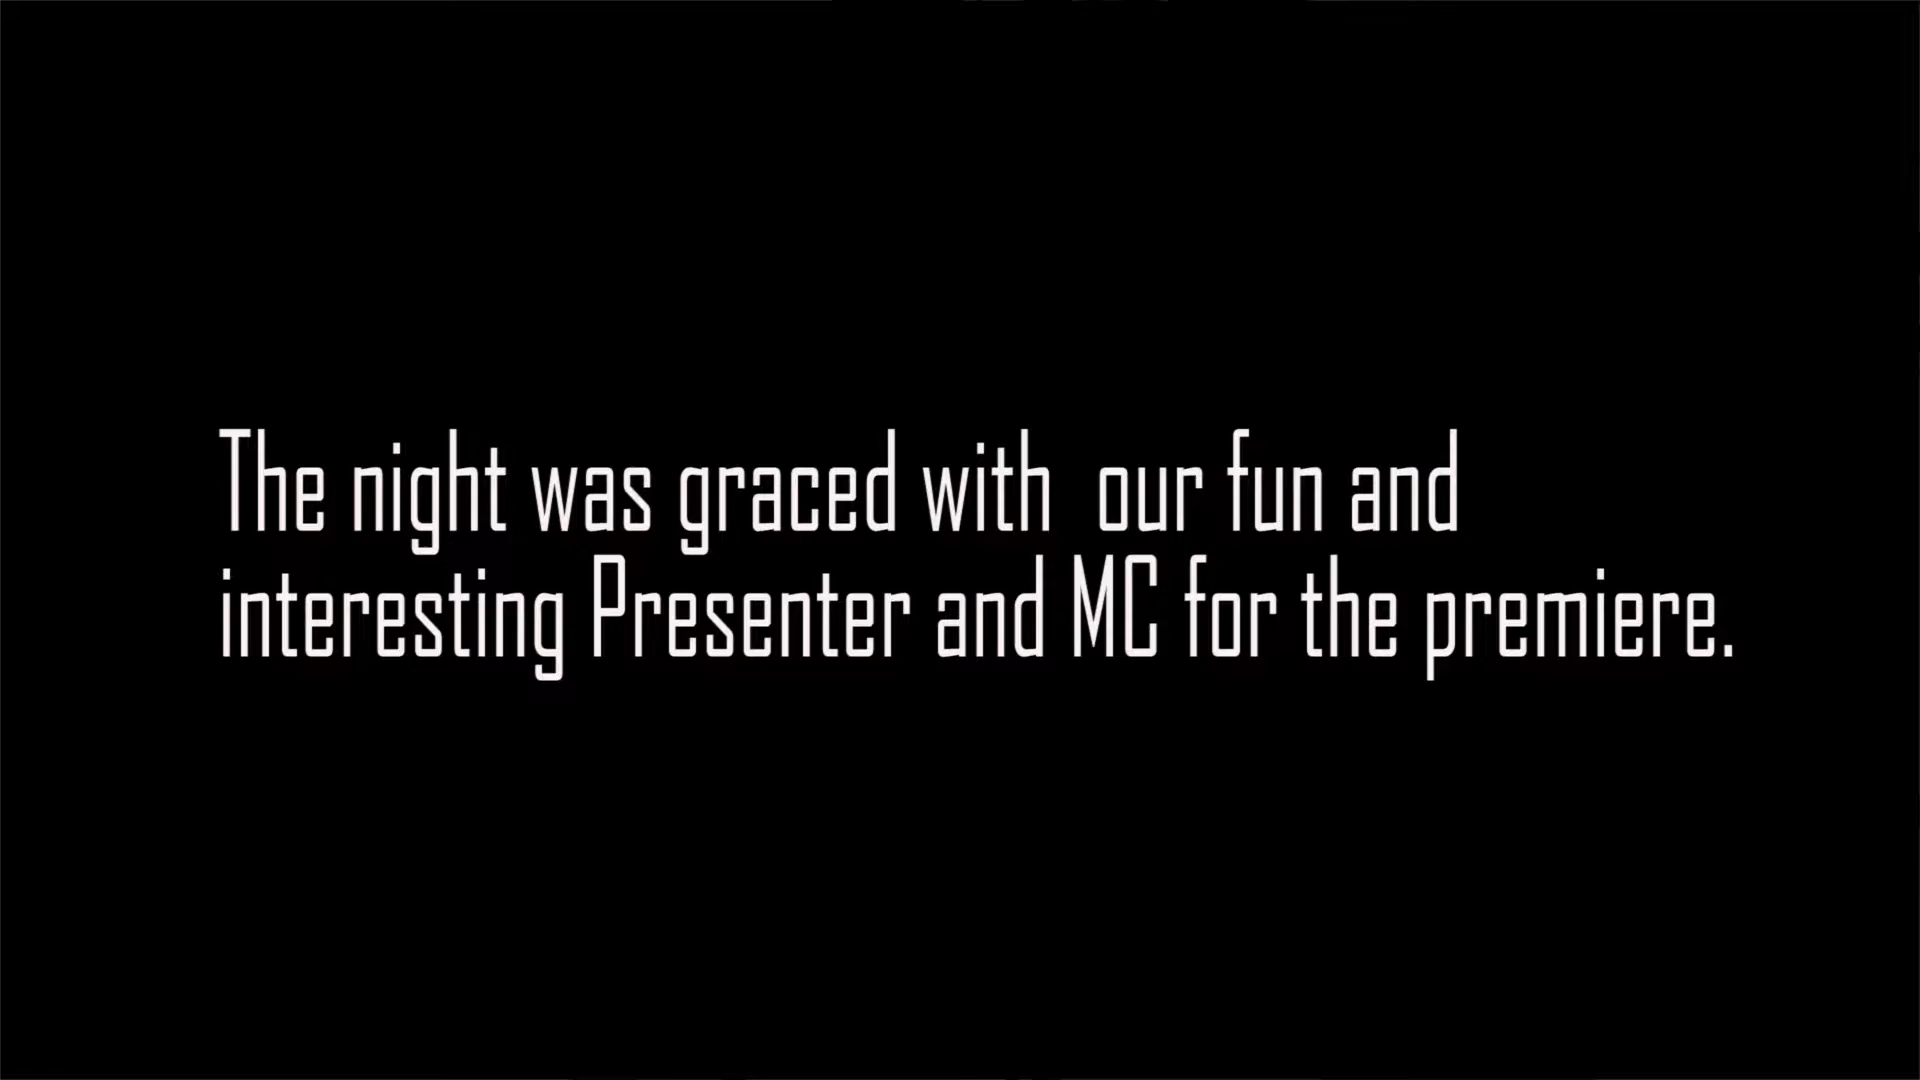 The night was graced with  our fun and
interesting Presenter and MC for the premiere.